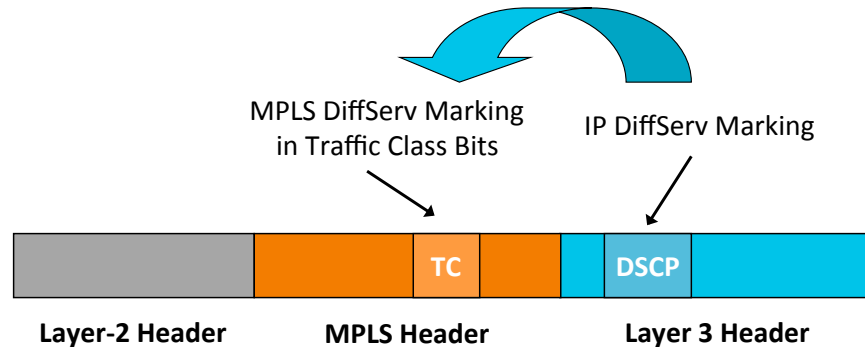 MPLS DiffServ Marking
in Traffic Class Bits
IP DiffServ Marking
TC
DSCP
Layer-2 Header
MPLS Header
Layer 3 Header